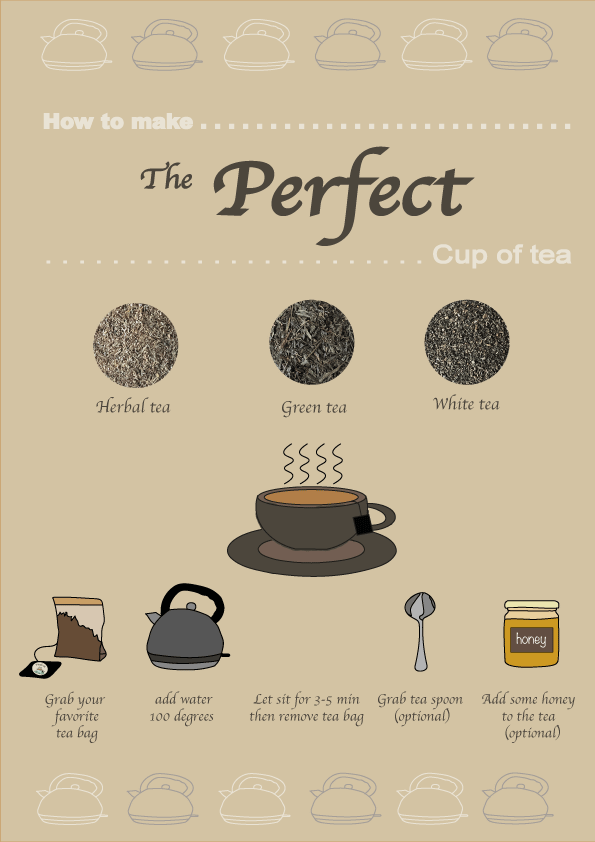 How to make
The Perfect
Cup of tea
Herbal tea
Green tea
White tea
honey
Grab your
favorite
tea bag
add water
100 degrees
Let sit for 3-5 min
then remove tea bag
Grab tea spoon
(optional)
Add some honey
to the tea
(optional)